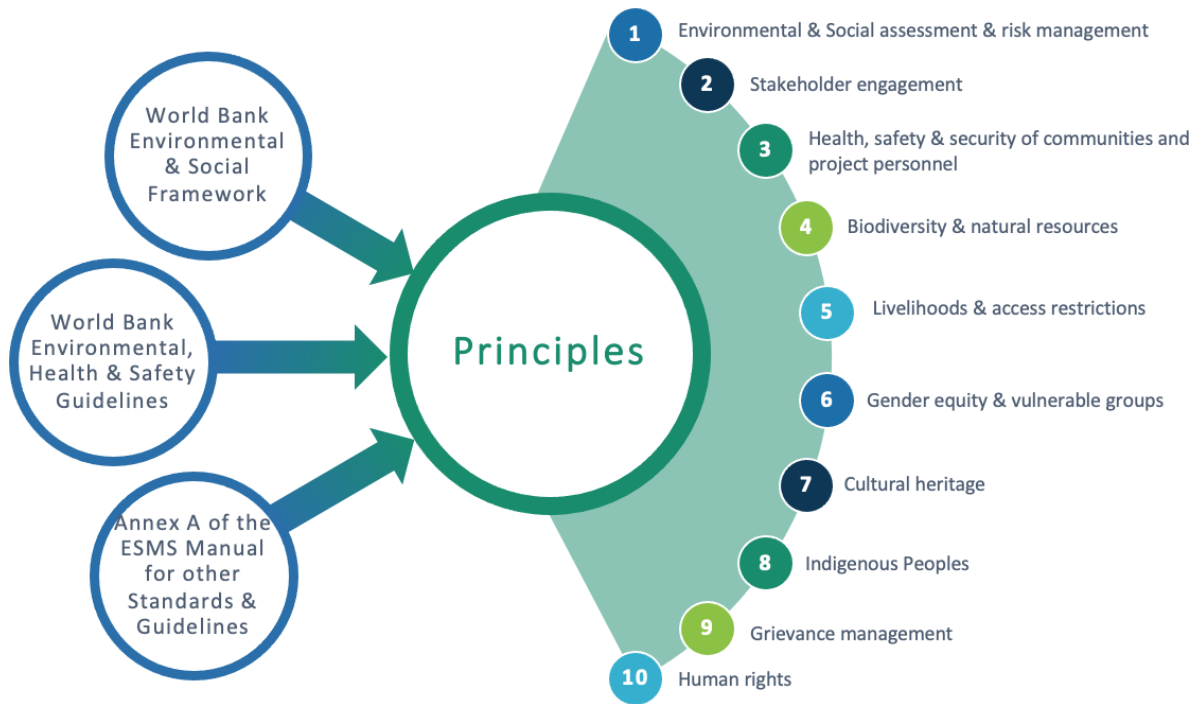 World Bank
Environmental
& Social
Framework
World Bank
Environmental,
Health & Safety
Guidelines
Annex A of the
ESMS Manual
for other
Standards &
Guidelines
Principles
1 Environmental & Social assessment & risk management
2 Stakeholder engagement
3 Health, safety & security of communities and
project personnel
4 Biodiversity & natural resources
5 Livelihoods & access restrictions
6 Gender equity & vulnerable groups
7 Cultural heritage
8 Indigenous Peoples
9 Grievance management
10 Human rights